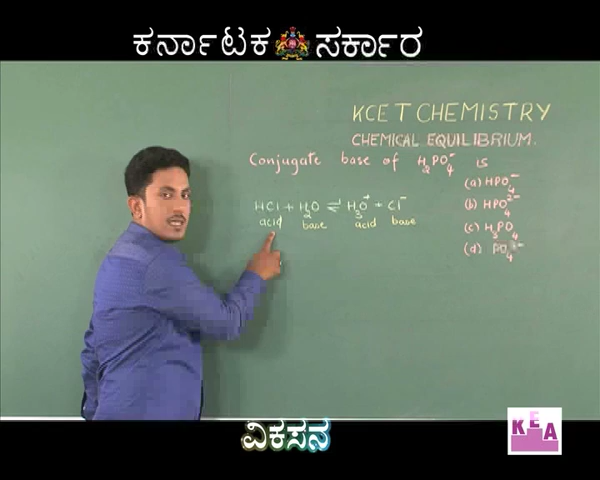 ಕರ್ನಾಟಕ ಸರ್ಕಾರ
KCET CHEMISTRY
CHEMICAL EQUILIBRIUM.
Conjugate base of H₂PO₄⁻ is
(a) HPO₄⁻
(b) HPO₄²⁻
(c) H₃PO₄
(d) PO₄³⁻
HCl + H₂O ⇌ H₃O⁺ + Cl⁻
acid base acid base
ವಿಕಸನ
KEA